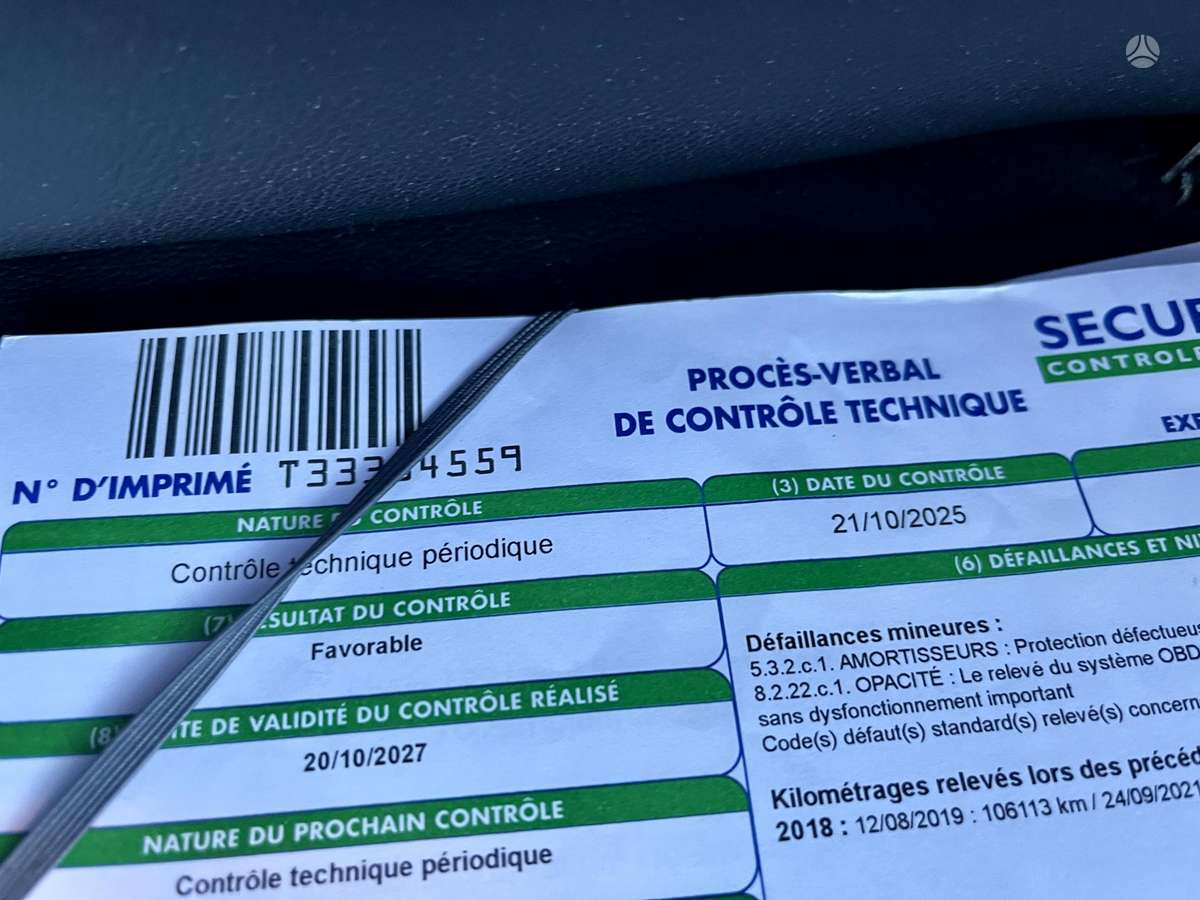 SECU
CONTROL
PROCÈS-VERBAL
DE CONTRÔLE TECHNIQUE
N° D'IMPRIMÉ
NATURE CONTRÔLE
Contrôle technique périodique
(3) DATE DU CONTRÔLE
21/10/2025
(7) RÉSULTAT DU CONTRÔLE
Favorable
(8) DE VALIDITÉ DU CONTRÔLE RÉALISÉ
20/10/2027
NATURE DU PROCHAIN CONTRÔLE
Contrôle technique périodique
(6) DÉFAILLANCES ET
Défaillances mineures :
5.3.2.c.1. AMORTISSEURS : Protection défectueus
8.2.22.c.1. OPACITÉ : Le relevé du système OBD
sans dysfonctionnement important
Code(s) défaut(s) standard(s) relevé(s) concern
Kilométrages relevés lors des précéd
2018 : 12/08/2019 : 106113 km / 24/09/2021